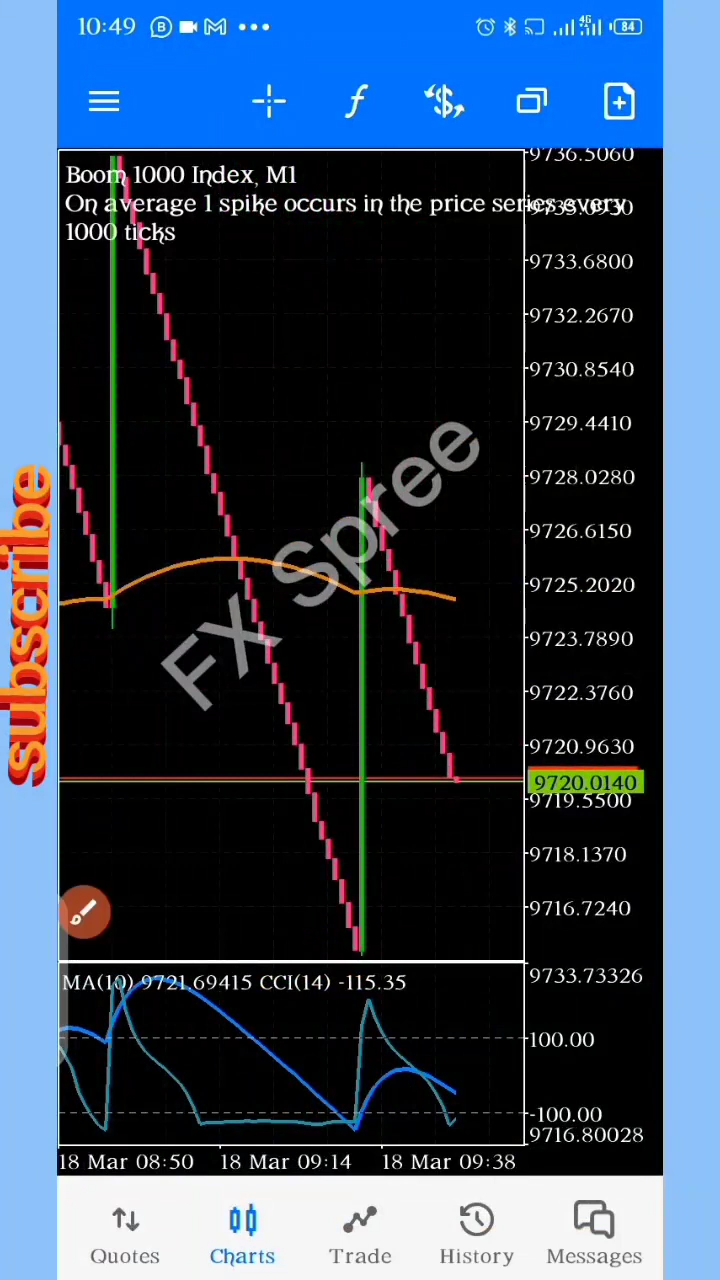 10:49
4G
84
Boom 1000 Index, M1
On average 1 spike occurs in the price series every
1000 ticks
9736.5060
9733.6800
9732.2670
9730.8540
9729.4410
9728.0280
9726.6150
9725.2020
9723.7890
9722.3760
9720.9630
9720.0140
9719.5500
9718.1370
9716.7240
FX Spree
subscribe
MA(10) 9721.69415 CCI(14) -115.35
9733.73326
100.00
-100.00
9716.80028
18 Mar 08:50 18 Mar 09:14 18 Mar 09:38
Quotes Charts Trade History Messages